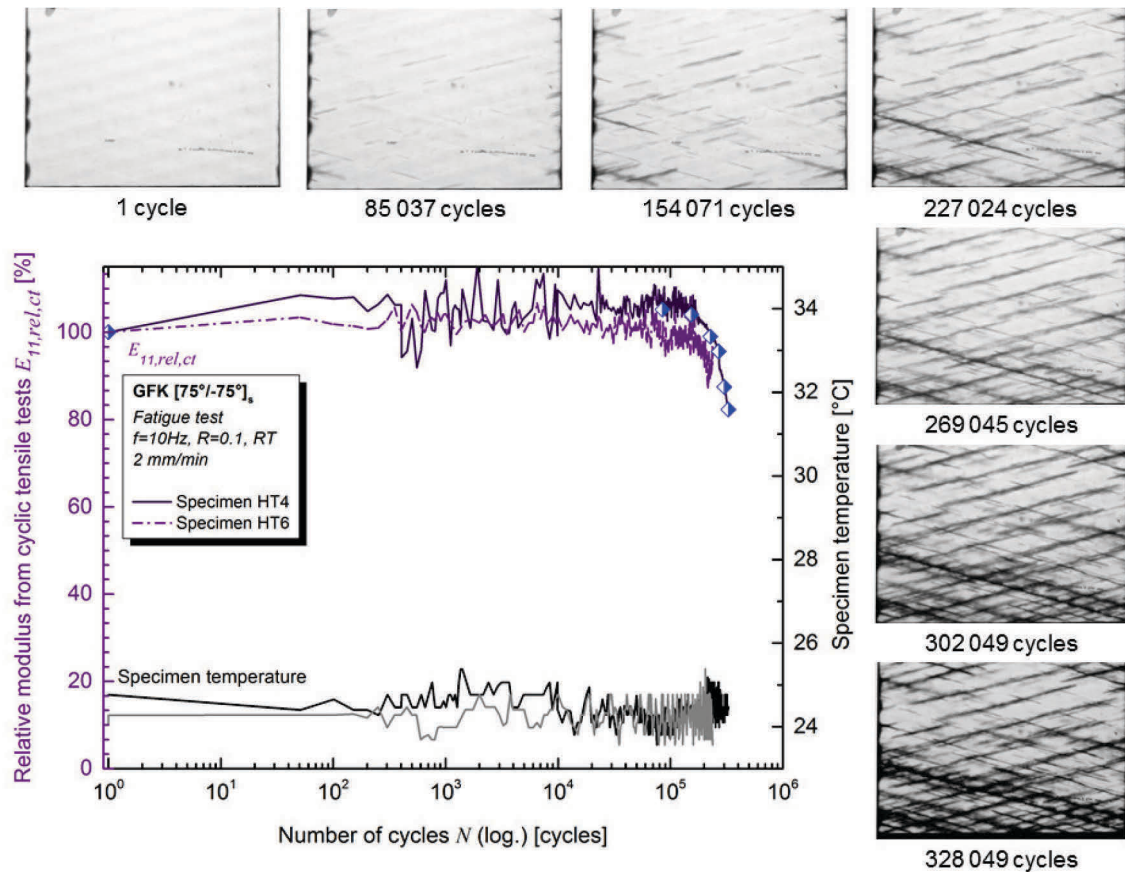 1 cycle
85 037 cycles
154 071 cycles
227 024 cycles
269 045 cycles
302 049 cycles
328 049 cycles
Relative modulus from cyclic tensile tests E11,rel,ct [%]
120
100
80
60
40
20
0
E11,rel,ct
GFK [75°/-75°]s
Fatigue test
f=10Hz, R=0.1, RT
2 mm/min
Specimen HT4
Specimen HT6
Specimen temperature
34
33
32
30
28
26
25
24
Specimen temperature [°C]
10^0
10^1
10^2
10^3
10^4
10^5
10^6
Number of cycles N (log.) [cycles]